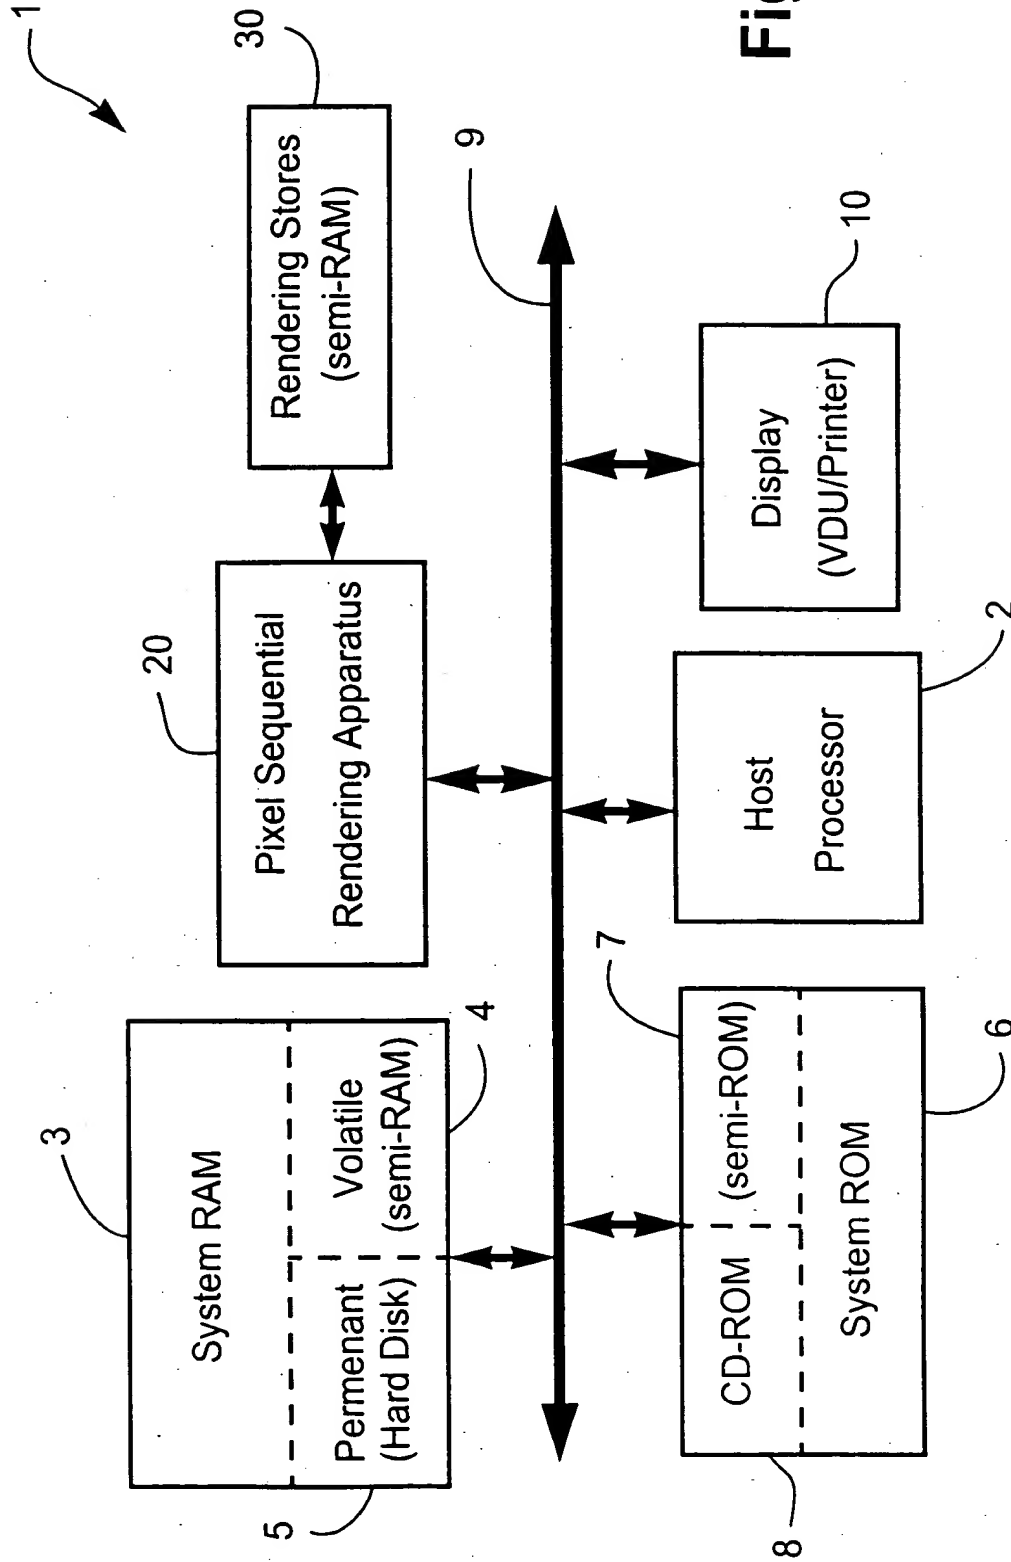 1
3
System RAM
Permenant
(Hard Disk)
Volatile
(semi-RAM)
5
4
20
Pixel Sequential
Rendering Apparatus
30
Rendering Stores
(semi-RAM)
9
7
CD-ROM
(semi-ROM)
System ROM
8
6
Host
Processor
2
Display
(VDU/Printer)
10